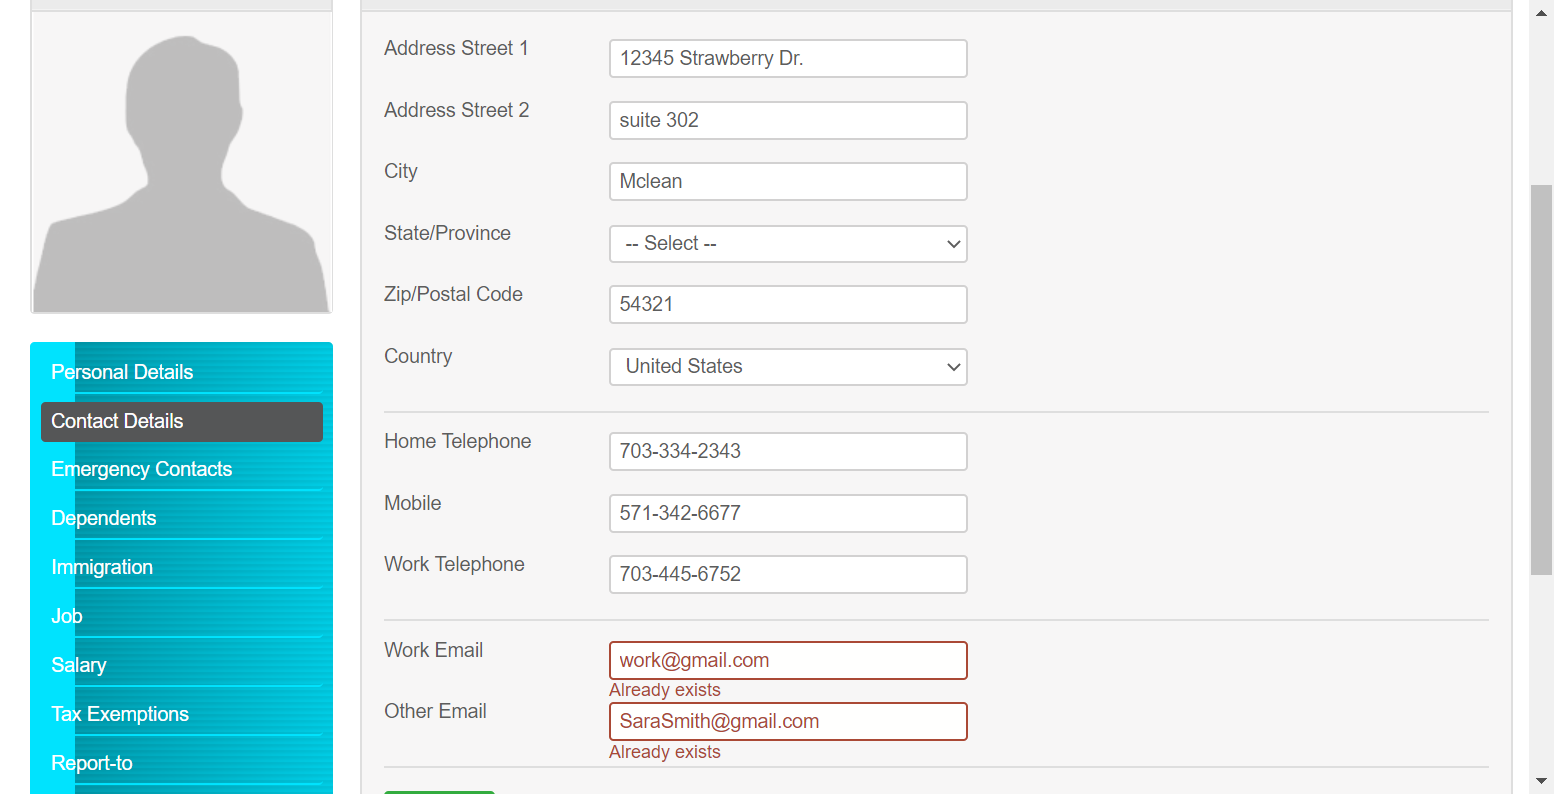 Address Street 1
12345 Strawberry Dr.
Address Street 2
suite 302
City
Mclean
State/Province
-- Select --
Zip/Postal Code
54321
Country
United States
Home Telephone
703-334-2343
Mobile
571-342-6677
Work Telephone
703-445-6752
Work Email
work@gmail.com
Already exists
Other Email
SaraSmith@gmail.com
Already exists
Personal Details
Contact Details
Emergency Contacts
Dependents
Immigration
Job
Salary
Tax Exemptions
Report-to